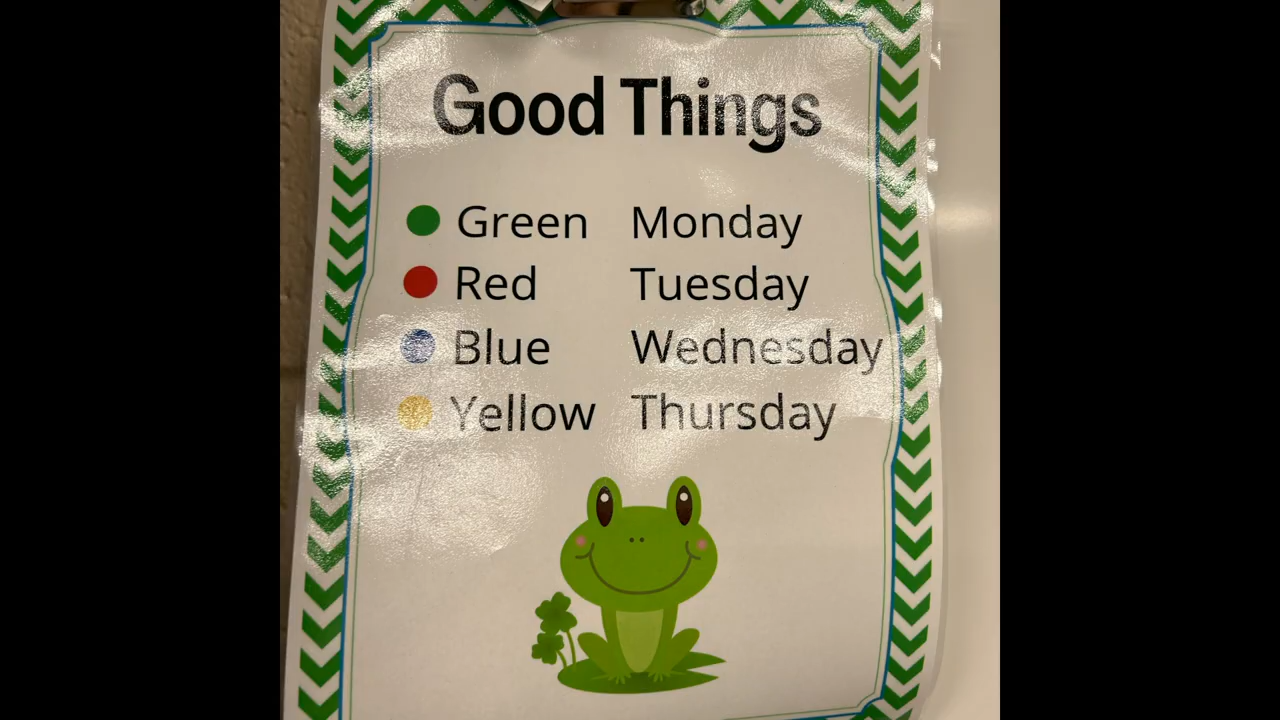 Good Things
Green Monday
Red Tuesday
Blue Wednesday
Yellow Thursday